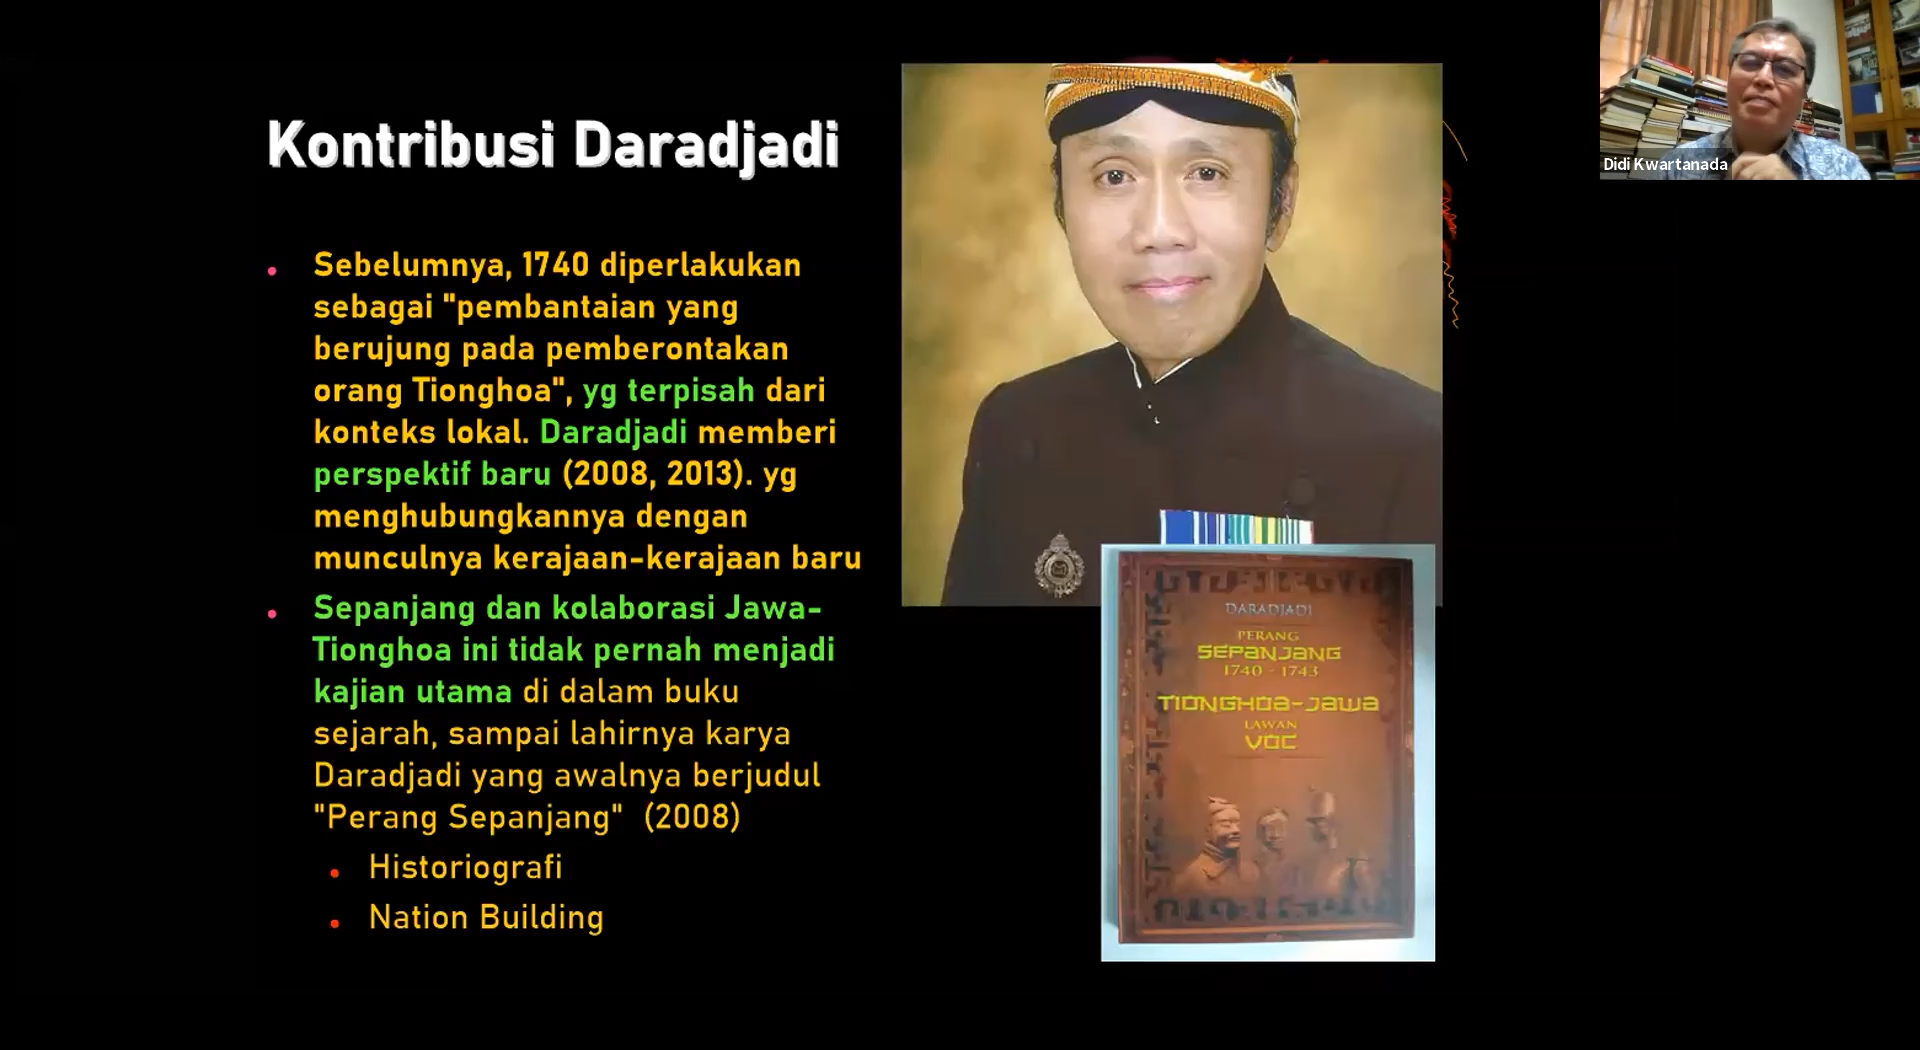 Kontribusi Daradjadi
Sebelumnya, 1740 diperlakukan
sebagai "pembantaian yang
berujung pada pemberontakan
orang Tionghoa", yg terpisah dari
konteks lokal. Daradjadi memberi
perspektif baru (2008, 2013). yg
menghubungkannya dengan
munculnya kerajaan-kerajaan baru
Sepanjang dan kolaborasi Jawa-
Tionghoa ini tidak pernah menjadi
kajian utama di dalam buku
sejarah, sampai lahirnya karya
Daradjadi yang awalnya berjudul
"Perang Sepanjang" (2008)
Historiografi
Nation Building
DARADJADI
PERANG
SEPANJANG
1740 - 1743
TIONGHOA-JAWA
LAWAN
VOC
Didi Kwartanada